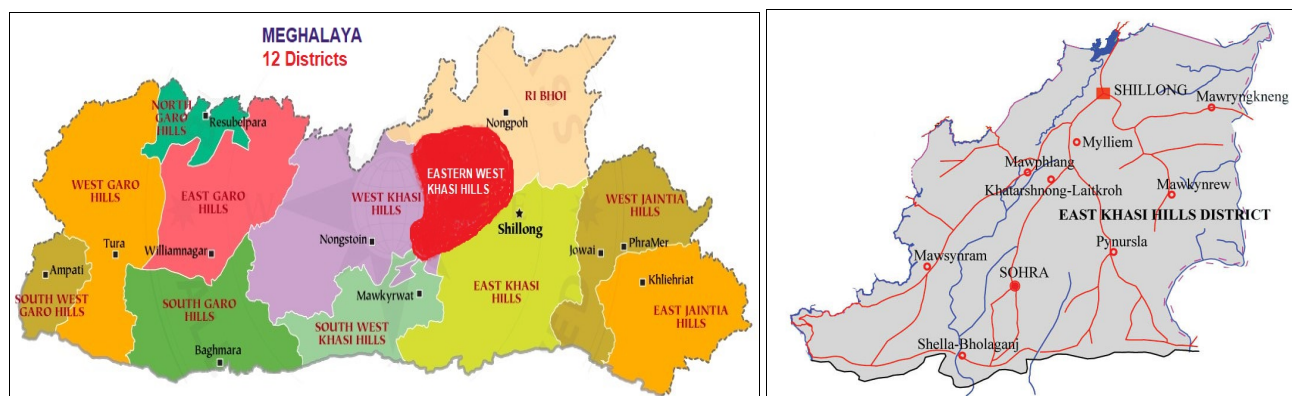 MEGHALAYA
12 Districts
NORTH
GARO
HILLS
Resubelpara
RI BHOI
Nongpoh
WEST GARO
HILLS
EAST GARO
HILLS
WEST KHASI
HILLS
EASTERN WEST
KHASI HILLS
WEST JAINTIA
HILLS
Shillong
Tura
Williamnagar
Nongstoin
Jowai
PhraMer
Ampati
Khliehriat
SOUTH WEST
GARO HILLS
SOUTH GARO
HILLS
Mawkyrwat
EAST KHASI
HILLS
EAST JAINTIA
HILLS
SOUTH WEST
KHASI HILLS
Baghmara
SHILLONG
Mawryngkneng
Mylliem
Mawphlang
Khatarshnong-Laitkroh
Mawkynrew
EAST KHASI HILLS DISTRICT
Pynursla
Mawsynram
SOHRA
Shella-Bholaganj